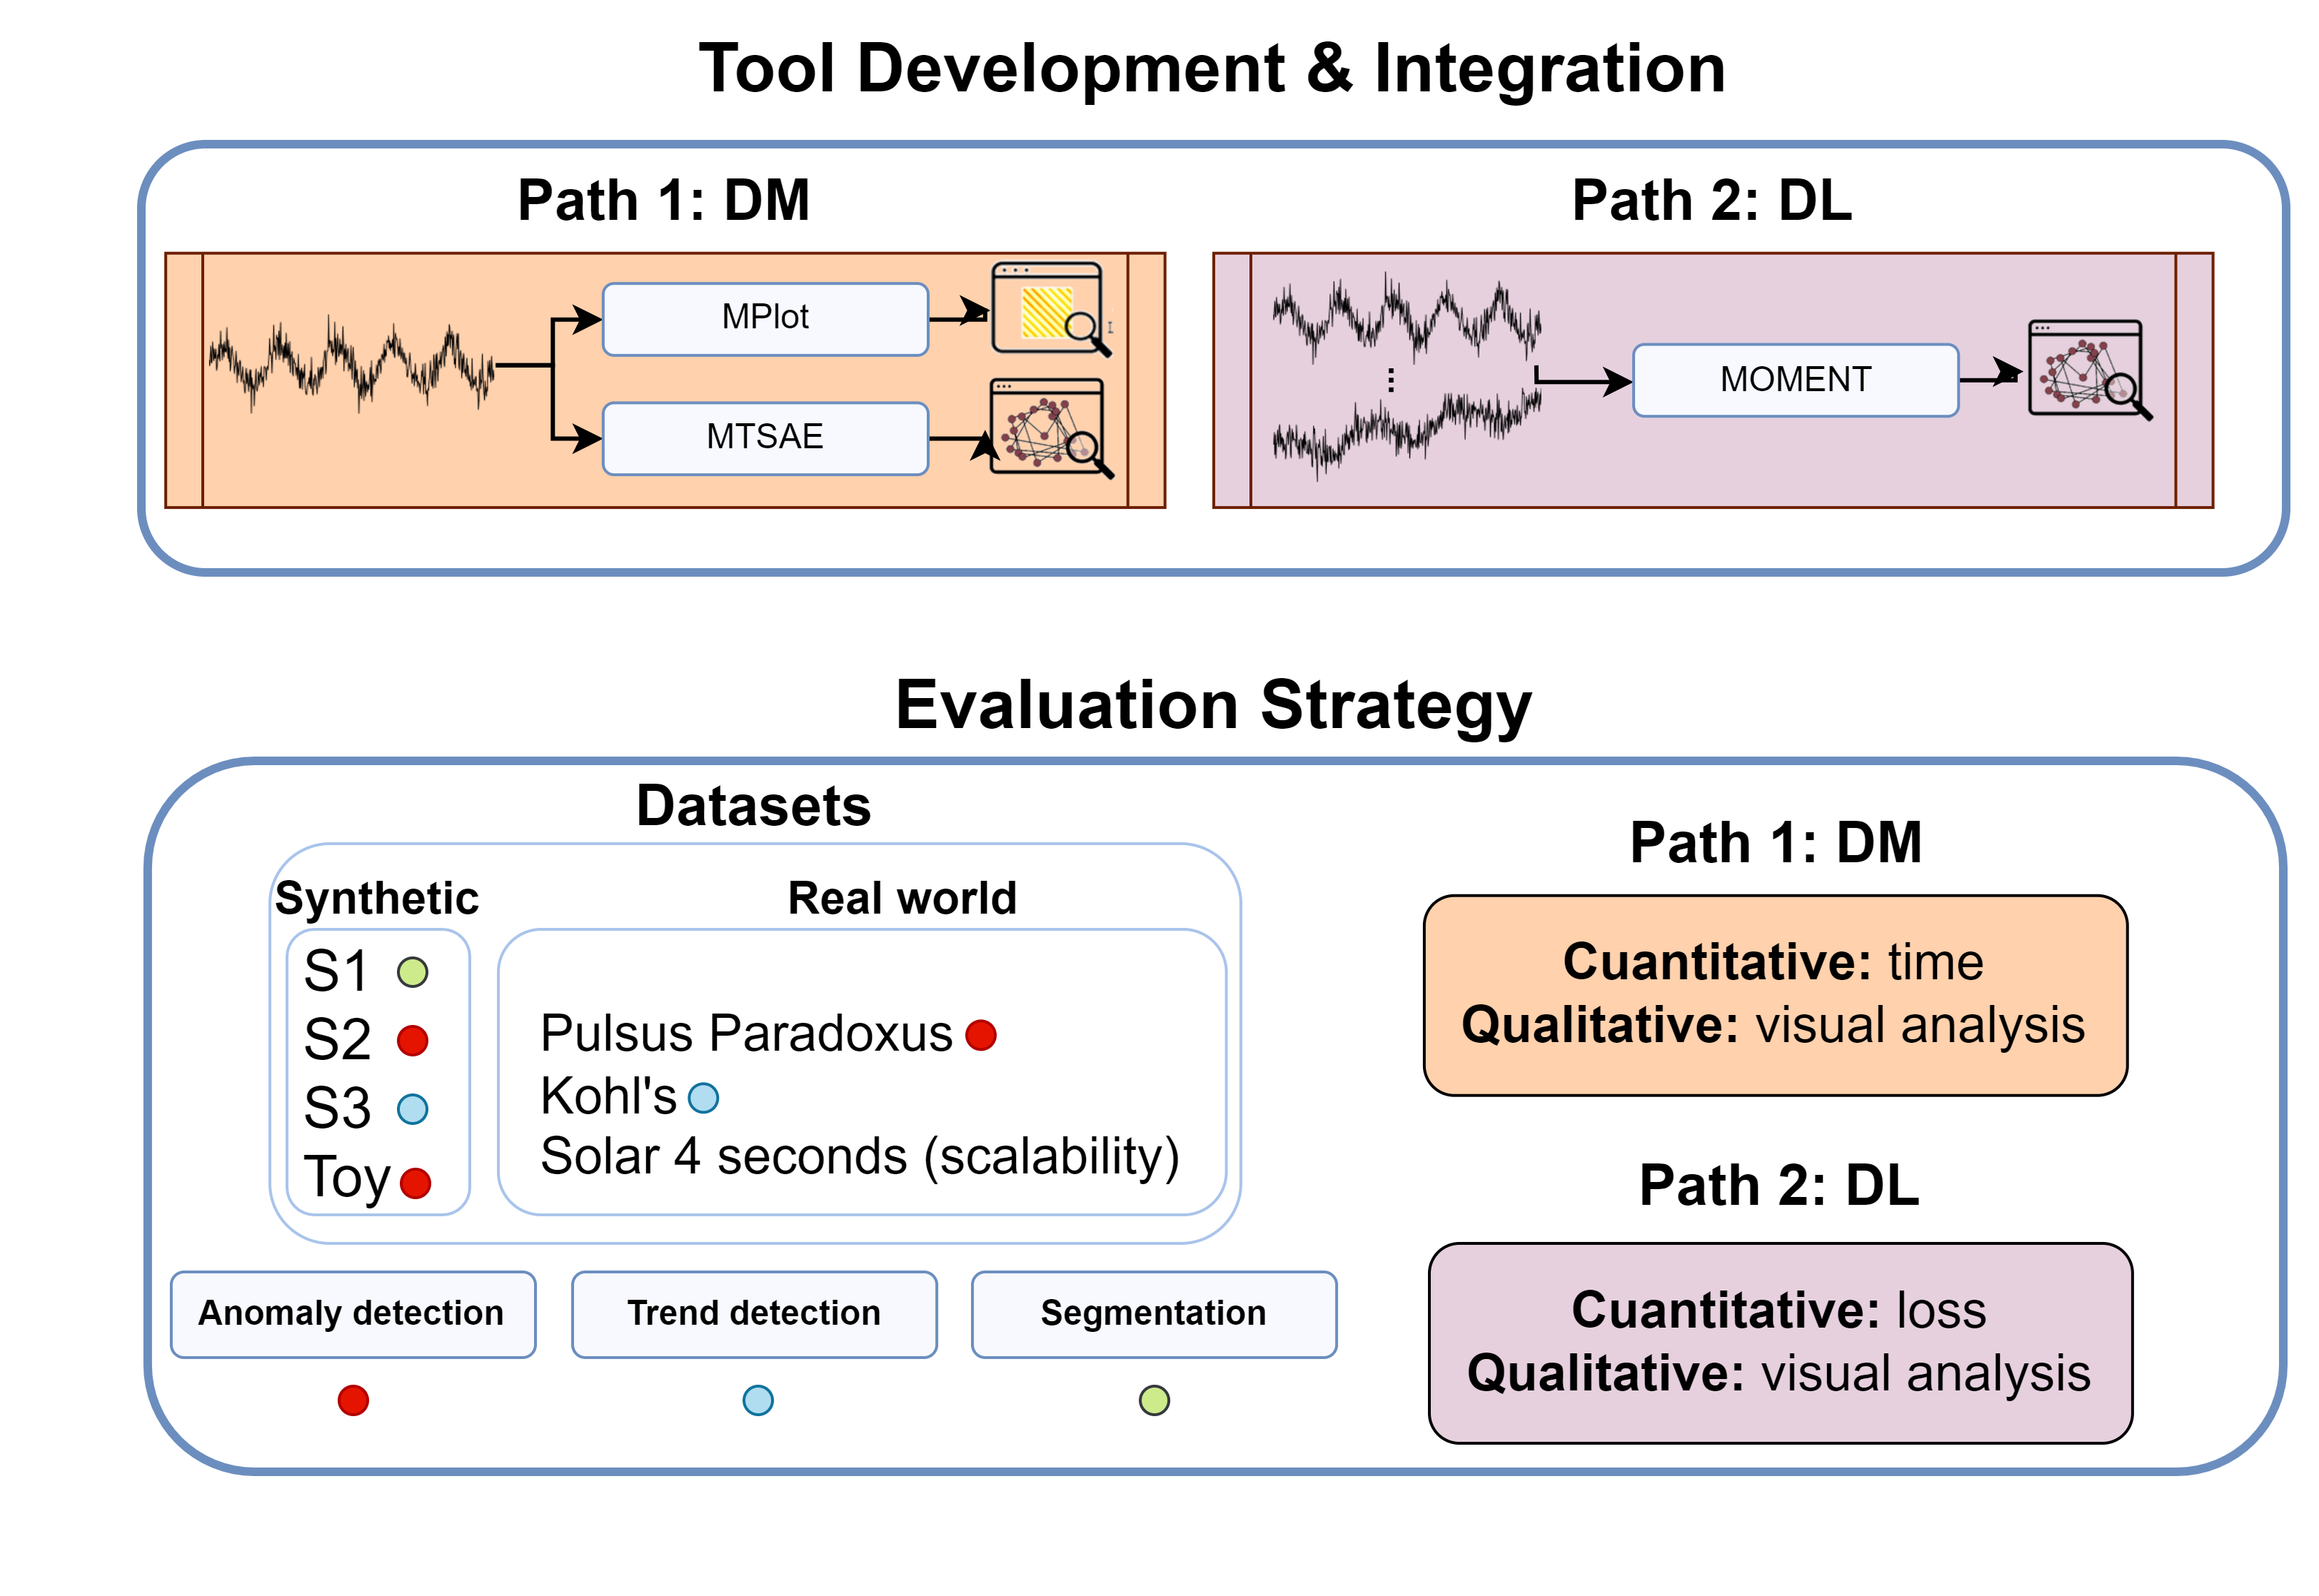 Tool Development & Integration
Path 1: DM
Path 2: DL
MPlot
MTSAE
MOMENT
Evaluation Strategy
Datasets
Synthetic
Real world
S1
S2
S3
Toy
Pulsus Paradoxus
Kohl's
Solar 4 seconds (scalability)
Anomaly detection
Trend detection
Segmentation
Path 1: DM
Cuantitative: time
Qualitative: visual analysis
Path 2: DL
Cuantitative: loss
Qualitative: visual analysis